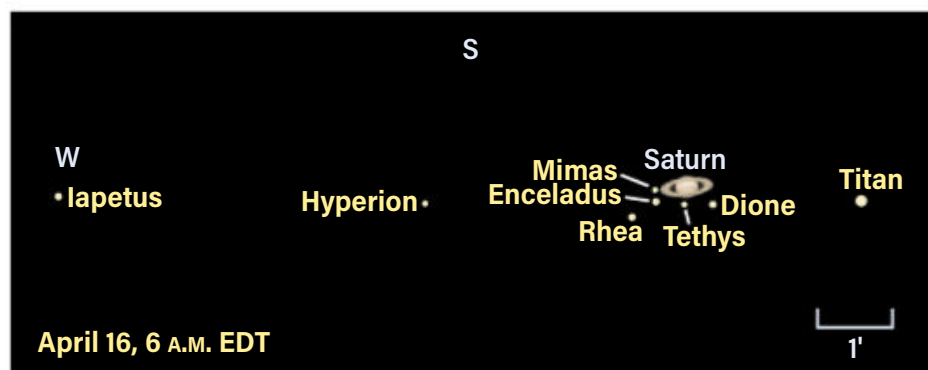 S
W
Saturn
Mimas
Titan
Iapetus
Enceladus
Hyperion
Dione
Rhea
Tethys
April 16, 6 A.M. EDT
1'